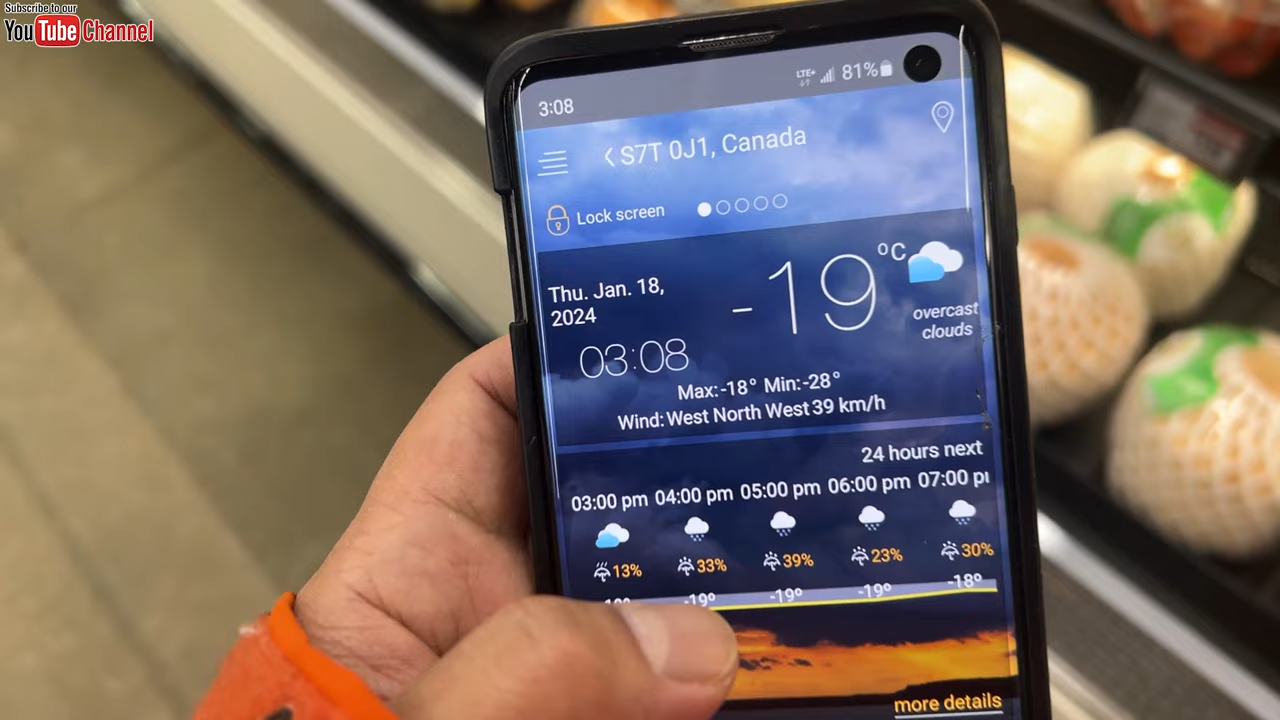 Subscribe to our
YouTube Channel
3:08
LTE+
81%
S7T 0J1, Canada
Lock screen
Thu. Jan. 18,
2024
-19 °C
overcast
clouds
03:08
Max:-18° Min:-28°
Wind: West North West 39 km/h
24 hours next
03:00 pm 04:00 pm 05:00 pm 06:00 pm 07:00
13% 33% 39% 23% 30%
-19° -19° -19° -18°
more details